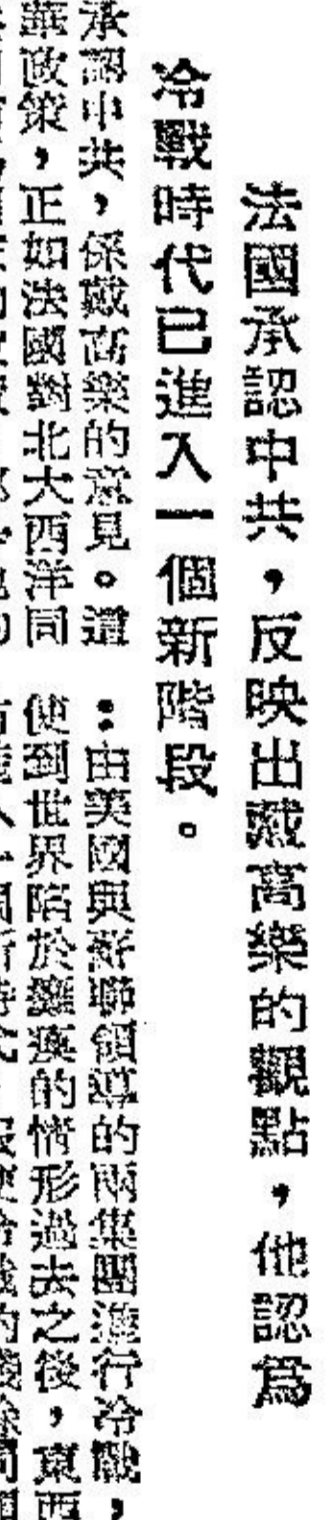 法國承認中共，反映出戴高樂的觀點，他認爲
冷戰時代已進入一個新階段。
承認中共，係戴高樂的意見。這
華政策，正如法國對北大西洋同
：由美國與蘇聯領導的兩集團進行冷戰，
使到世界陷於癱瘓的情形過去之後，東西